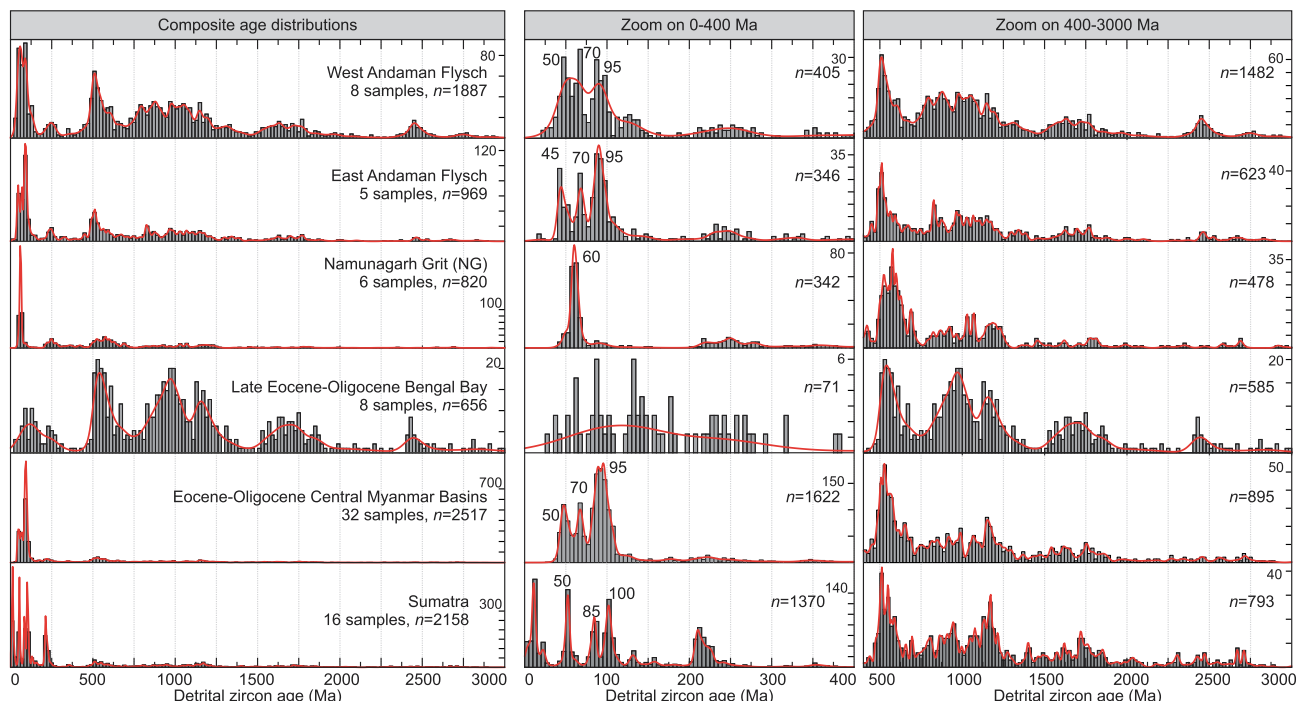 Composite age distributions
Zoom on 0-400 Ma
Zoom on 400-3000 Ma
80
West Andaman Flysch
8 samples, n=1887
50
70
95
30
n=405
60
n=1482
120
East Andaman Flysch
5 samples, n=969
45
70
95
35
n=346
n=623
40
Namunagarh Grit (NG)
6 samples, n=820
100
60
80
n=342
35
n=478
20
Late Eocene-Oligocene Bengal Bay
8 samples, n=656
6
n=71
20
n=585
700
Eocene-Oligocene Central Myanmar Basins
32 samples, n=2517
50
70
95
150
n=1622
50
n=895
Sumatra
300
16 samples, n=2158
50
85
100
140
n=1370
40
n=793
0 500 1000 1500 2000 2500 3000
0 100 200 300 400
500 1000 1500 2000 2500 3000
Detrital zircon age (Ma)
Detrital zircon age (Ma)
Detrital zircon age (Ma)